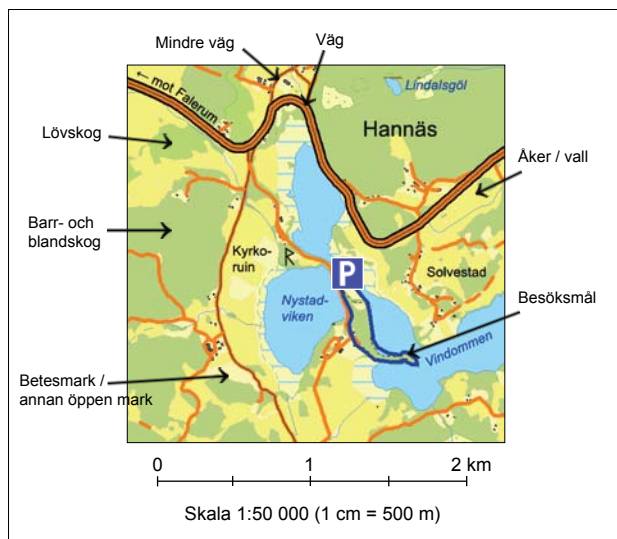 Mindre väg
Väg
← mot Falerum
Lindalsgöl
Lövskog
Hannäs
Åker / vall
Barr- och
blandskog
Kyrko-
ruin
R
P
Solvestad
Nystad-
viken
Besöksmål
Vindommen
Betesmark /
annan öppen mark
0 1 2 km
Skala 1:50 000 (1 cm = 500 m)